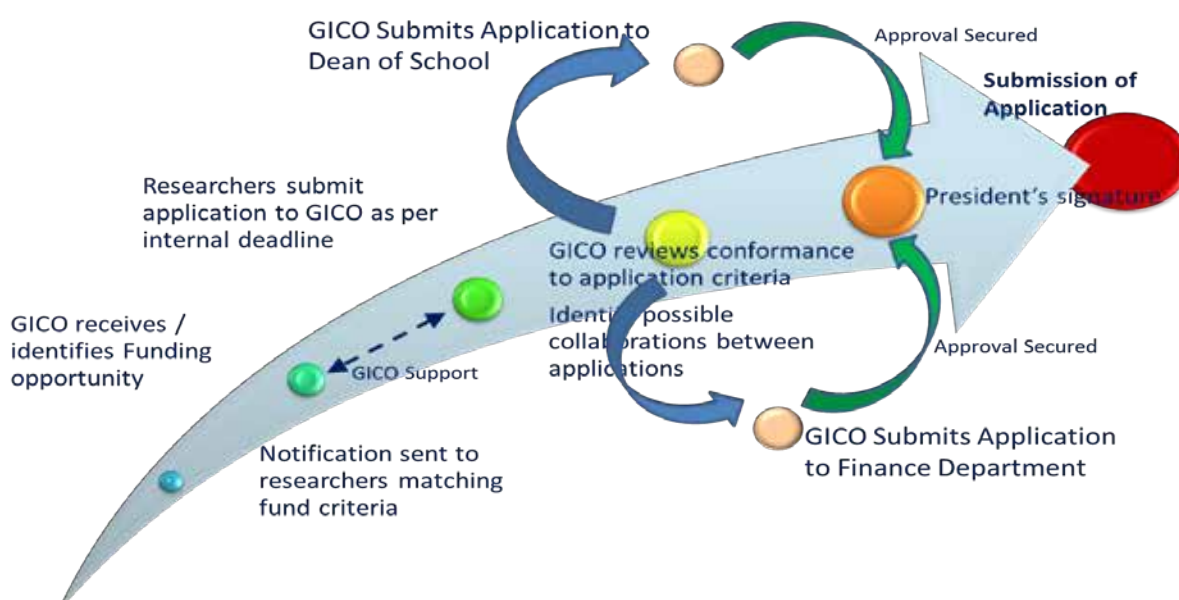 GICO Submits Application to
Dean of School
Approval Secured
Submission of
Application
Researchers submit
application to GICO as per
internal deadline
President's signature
GICO reviews conformance
to application criteria
GICO receives /
identifies Funding
opportunity
GICO Support
Identify possible
collaborations between
applications
Approval Secured
Notification sent to
researchers matching
fund criteria
GICO Submits Application
to Finance Department